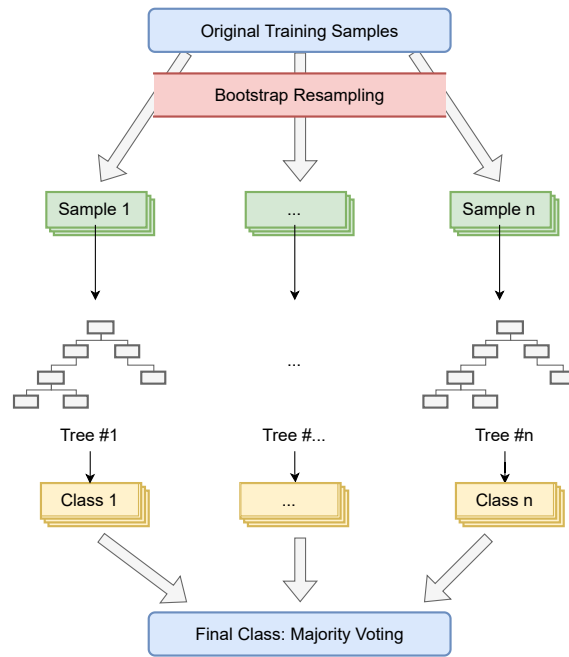 Original Training Samples
Bootstrap Resampling
Sample 1
...
Sample n
...
Tree #1
Tree #...
Tree #n
Class 1
...
Class n
Final Class: Majority Voting